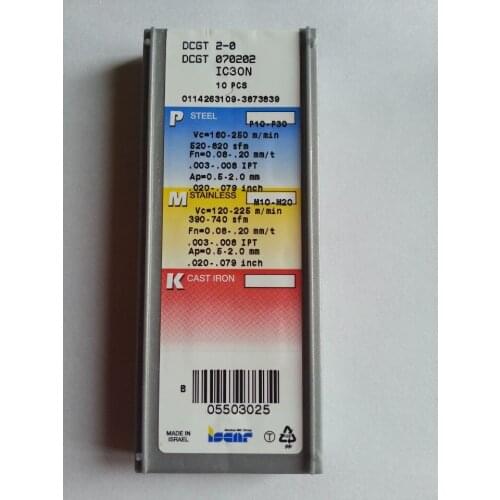 DCGT 2-0
DCGT 070202
IC30N
10 PCS
0114263109-3673639
P STEEL P10-P30
Vc=160-250 m/min
520-820 sfm
Fn=0.08-.20 mm/t
.003-.008 IPT
Ap=0.5-2.0 mm
.020-.079 inch
M STAINLESS M10-M20
Vc=120-225 m/min
390-740 sfm
Fn=0.08-.20 mm/t
.003-.008 IPT
Ap=0.5-2.0 mm
.020-.079 inch
K CAST IRON
B
05503025
MADE IN
ISRAEL
iscar
T
PP